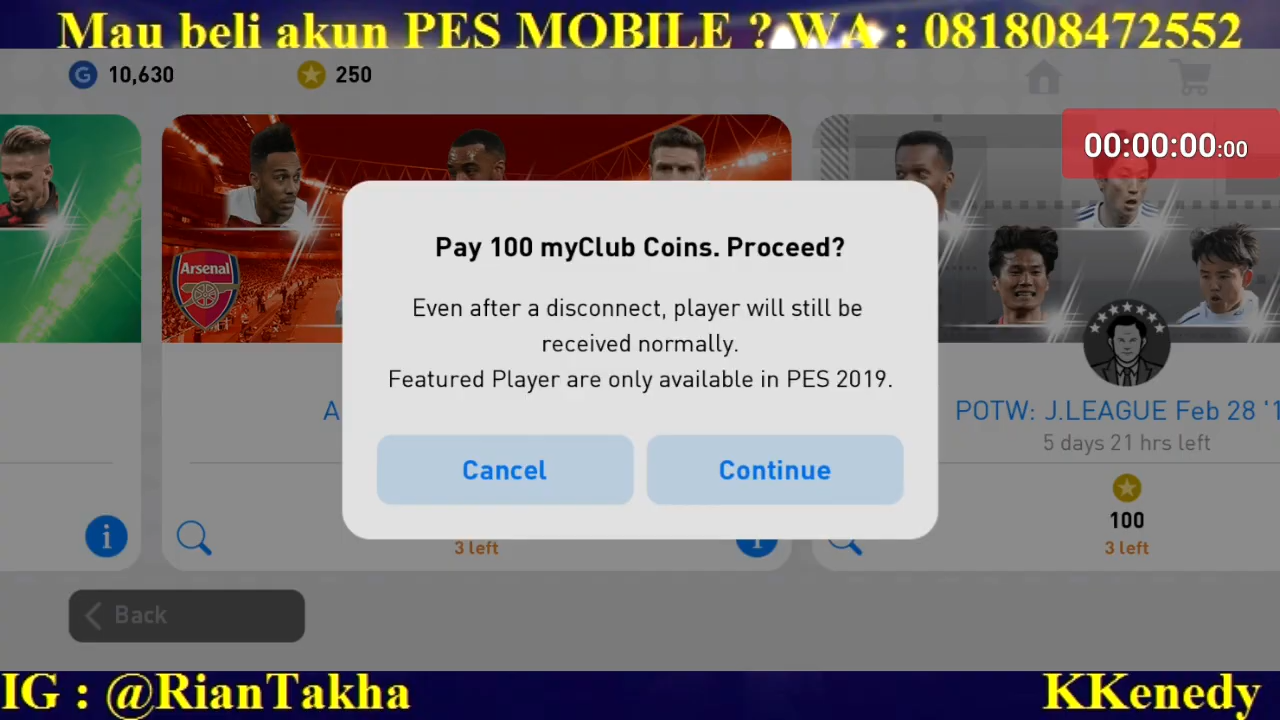 Mau beli akun PES MOBILE ? WA : 081808472552
G 10,630
250
00:00:00:00
Arsenal
Pay 100 myClub Coins. Proceed?
Even after a disconnect, player will still be
received normally.
Featured Player are only available in PES 2019.
A
POTW: J.LEAGUE Feb 28 '1
5 days 21 hrs left
Cancel
Continue
100
i
3 left
3 left
Back
IG : @RianTakha
KKenedy